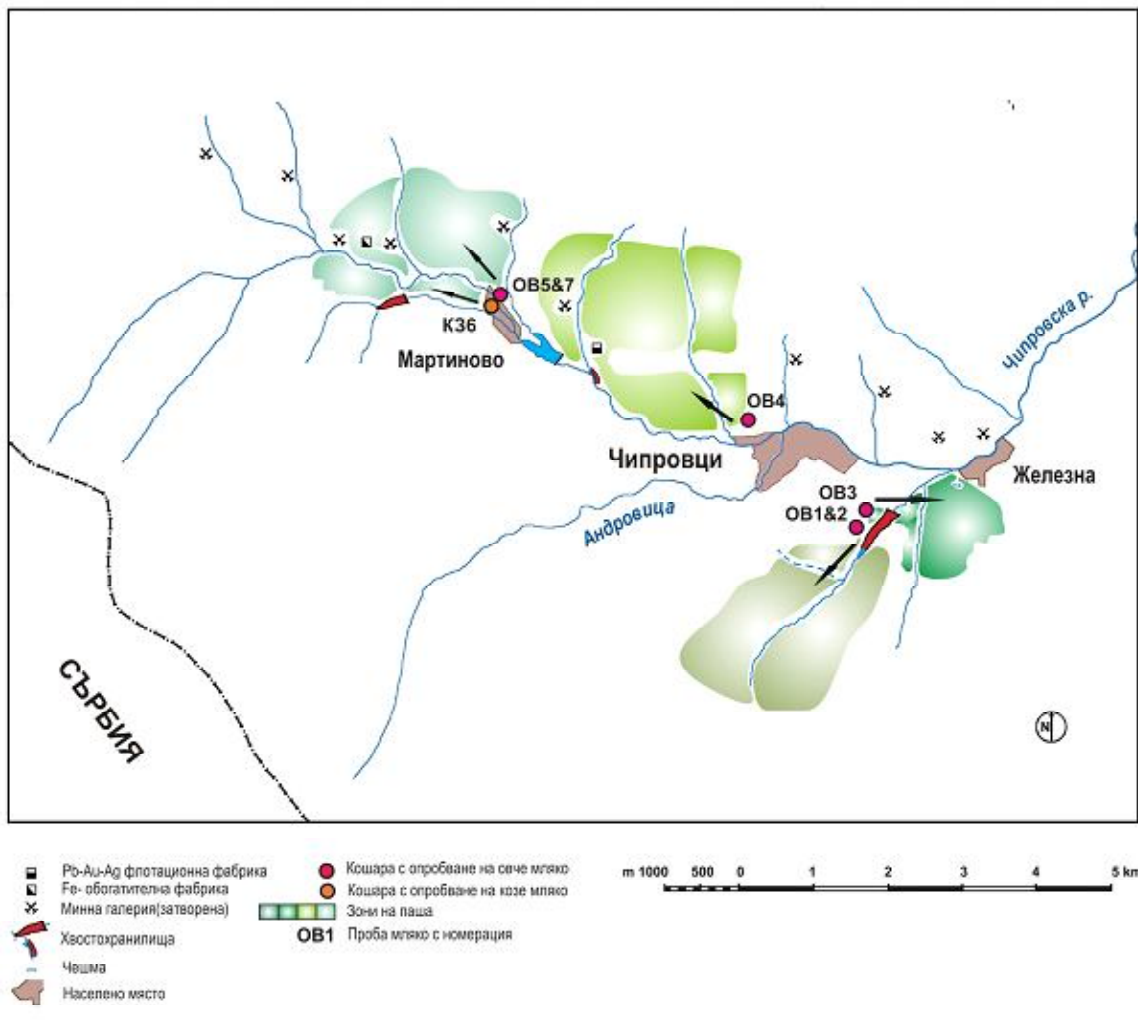 Чипровска р.
ОВ5&7
К36
Мартиново
ОВ4
Чипровци
Железна
ОВ3
ОВ1&2
Андровица
СЪРБИЯ
N
Pb-Au-Ag флотационна фабрика
Fe- обогатителна фабрика
Минна галерия(затворена)
Хвостохранилища
Чешма
Населено място
Кошара с опробване на овче мляко
Кошара с опробване на козе мляко
Зони на паша
ОВ1 Проба мляко с номерация
m 1000 500 0 1 2 3 4 5 km